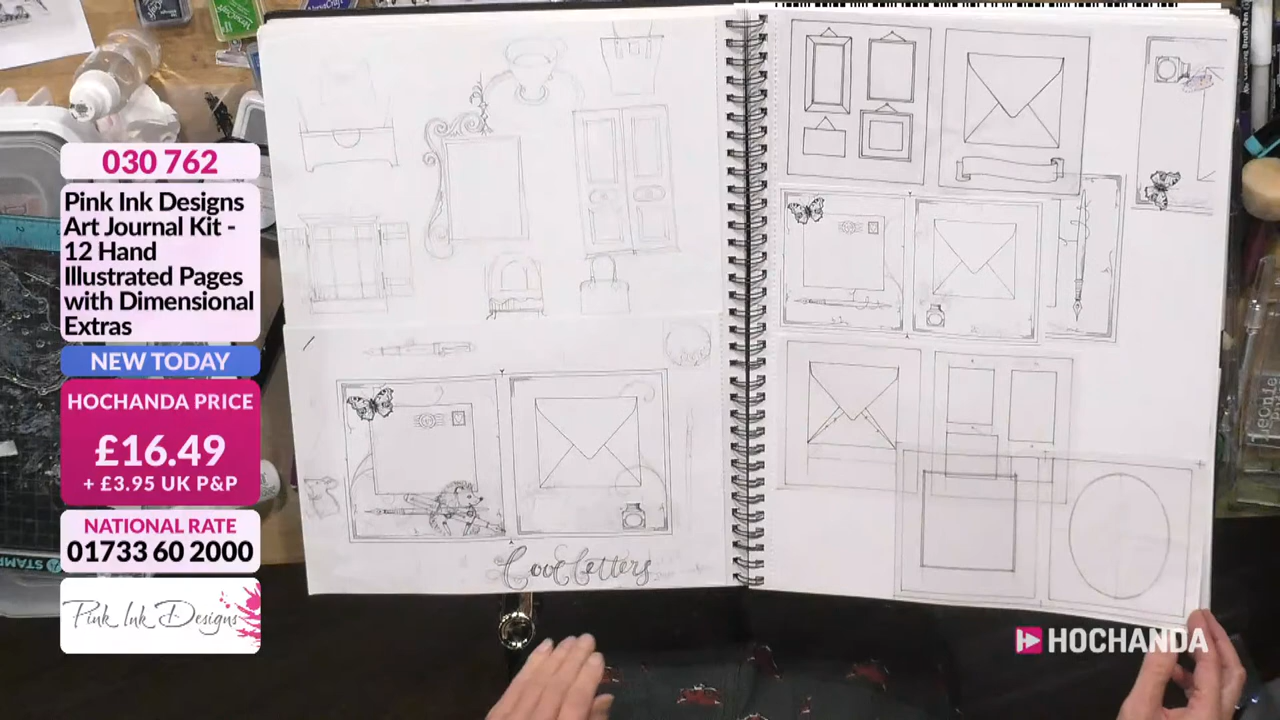 030 762
Pink Ink Designs
Art Journal Kit -
12 Hand
Illustrated Pages
with Dimensional
Extras
NEW TODAY
HOCHANDA PRICE
£16.49
+ £3.95 UK P&P
NATIONAL RATE
01733 60 2000
Pink Ink Designs
Love Letters
HOCHANDA